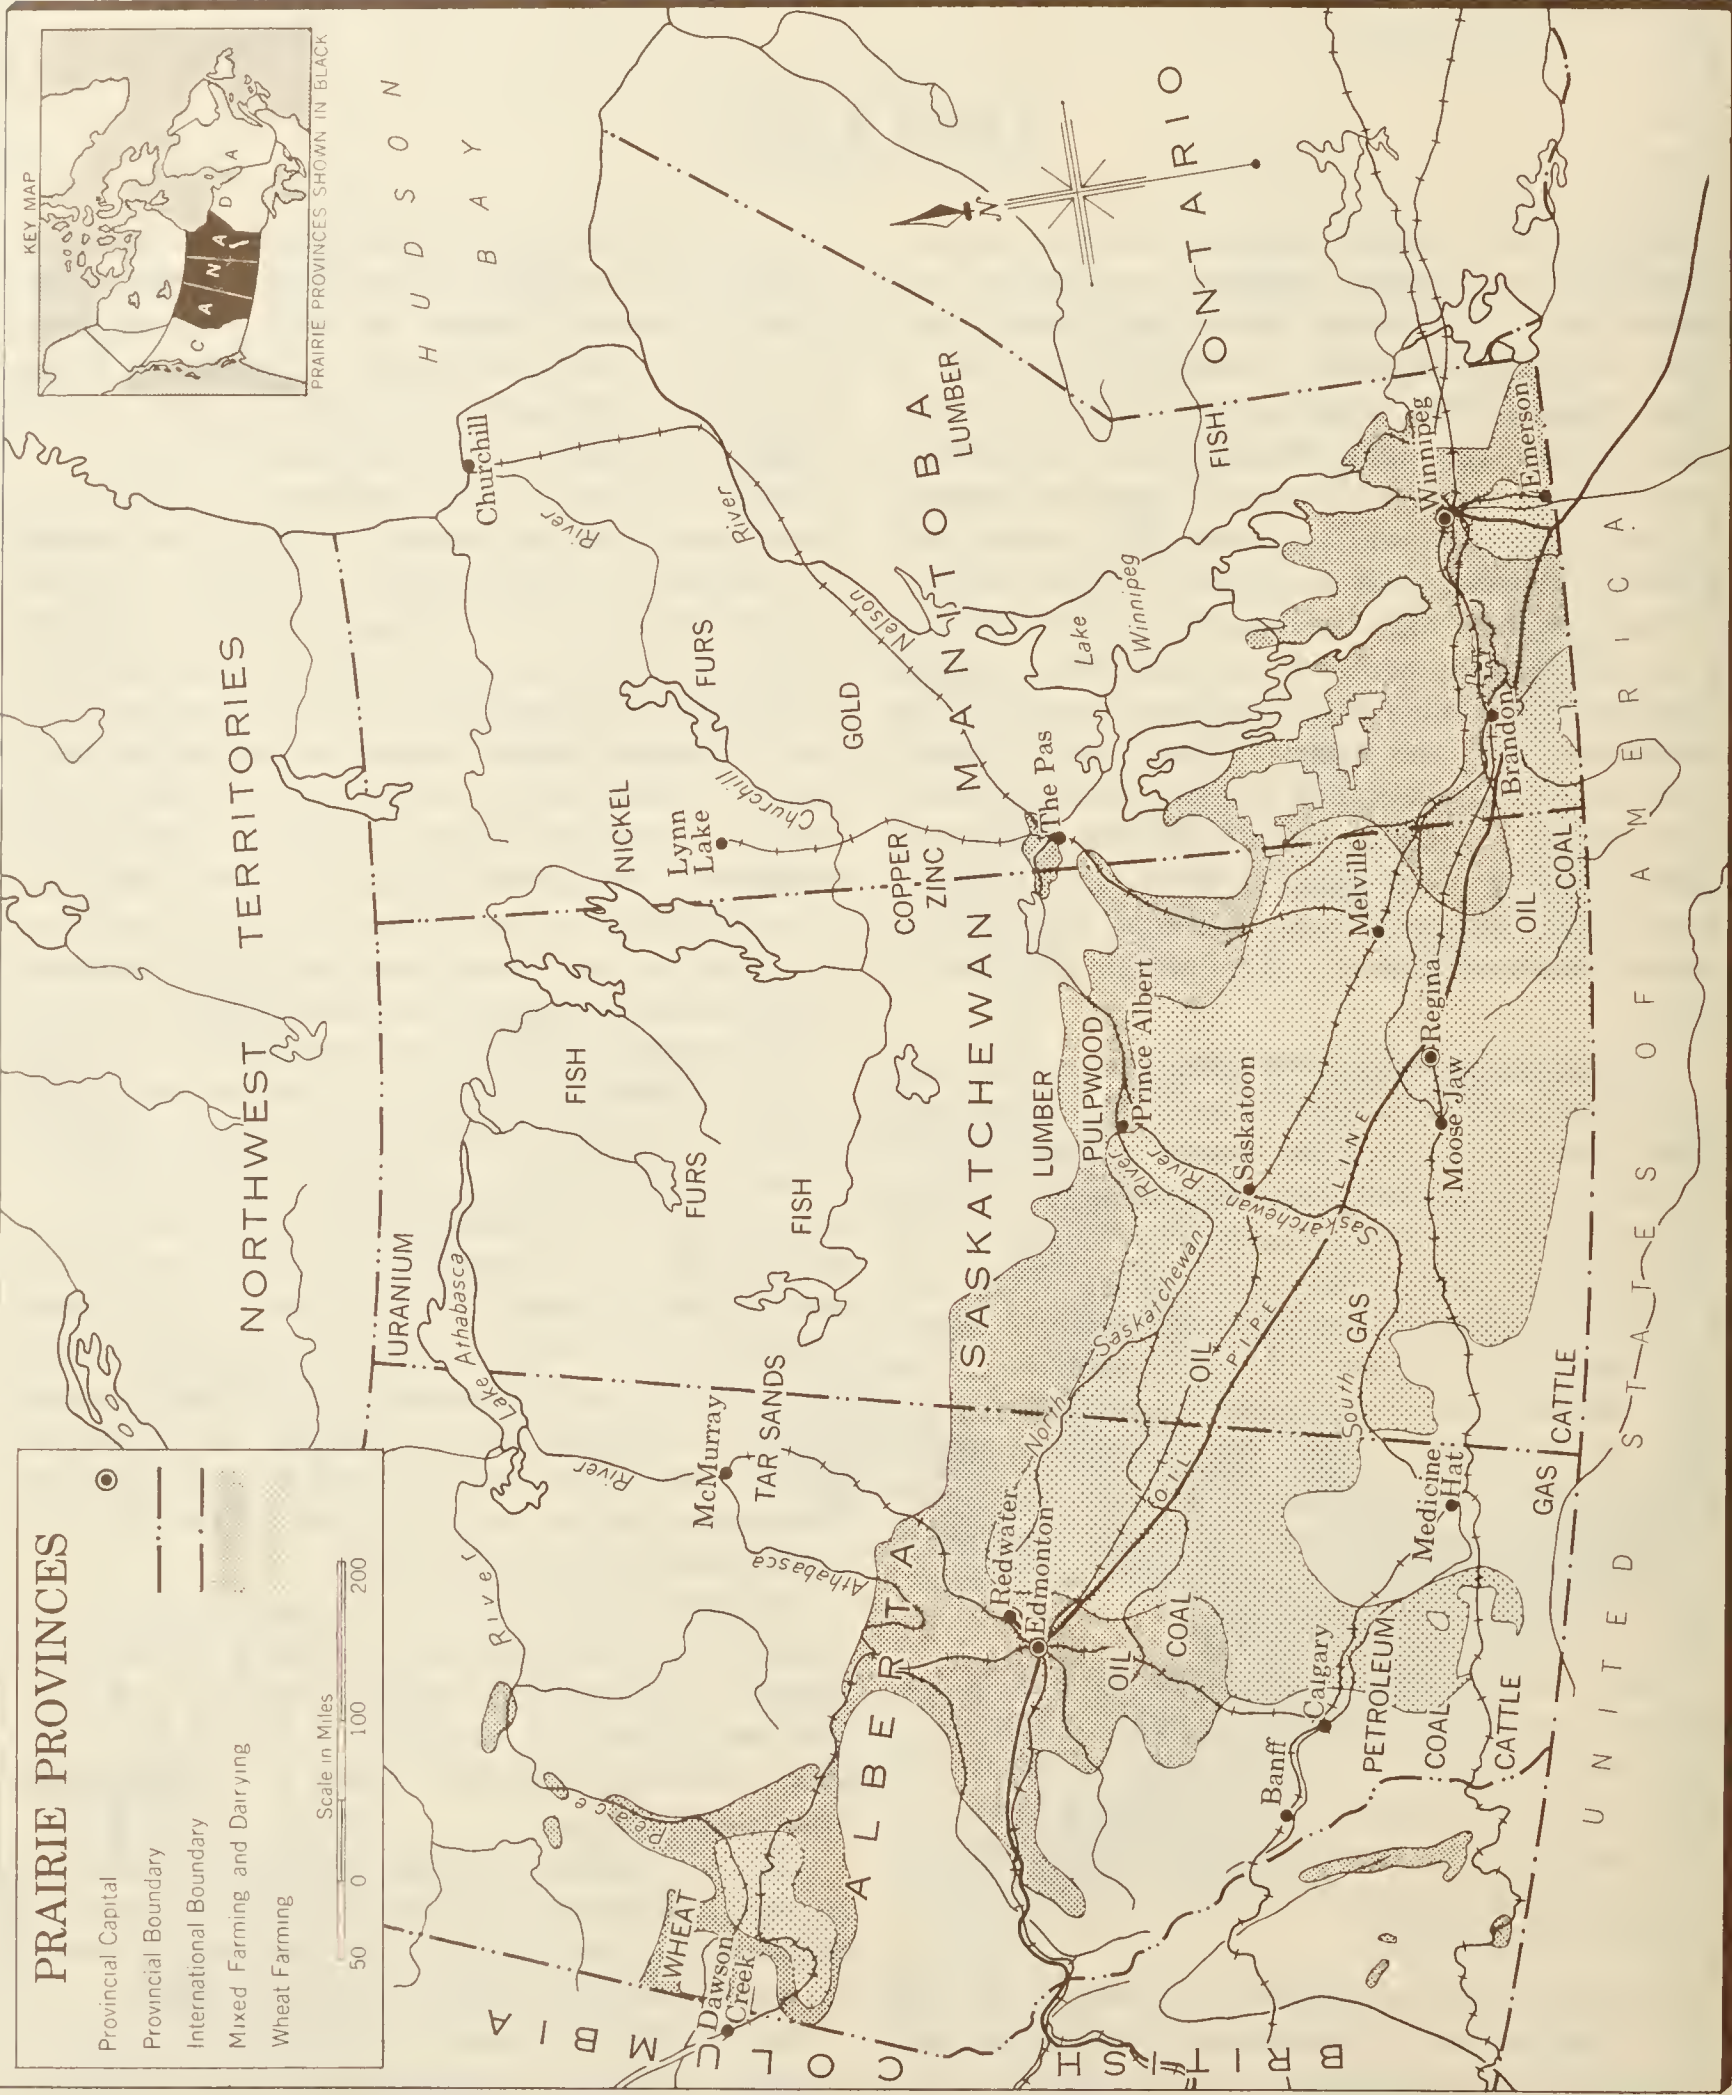 PRAIRIE PROVINCES
Provincial Capital
Provincial Boundary
International Boundary
Mixed Farming and Dairying
Wheat Farming
Scale in Miles
50 0 100 200
KEY MAP
C A N A D A
PRAIRIE PROVINCES SHOWN IN BLACK
NORTHWEST TERRITORIES
HUDSON
BAY
BRITISH COLUMBIA
ALBERTA
SASKATCHEWAN
MANITOBA
ONTARIO
UNITED STATES OF AMERICA
N
URANIUM
Lake Athabasca
Lake
River
River
Peace
McMurray
TAR SANDS
Athabasca
WHEAT
Dawson
Creek
FISH
FURS
FISH
NICKEL
Lynn
Lake
Churchill
River
Churchill
FURS
GOLD
COPPER
ZINC
Nelson
River
LUMBER
FISH
The Pas
Lake
Winnipeg
LUMBER
PULPWOOD
Prince Albert
River
River
Saskatchewan
Saskatchewan
North
South
Saskatoon
Redwater
Edmonton
OIL
COAL
OIL
OIL PIPE LINE
to
GAS
Calgary
Banff
PETROLEUM
COAL
CATTLE
Medicine
Hat
GAS
CATTLE
Moose Jaw
Regina
Melville
OIL
COAL
Brandon
Winnipeg
Emerson